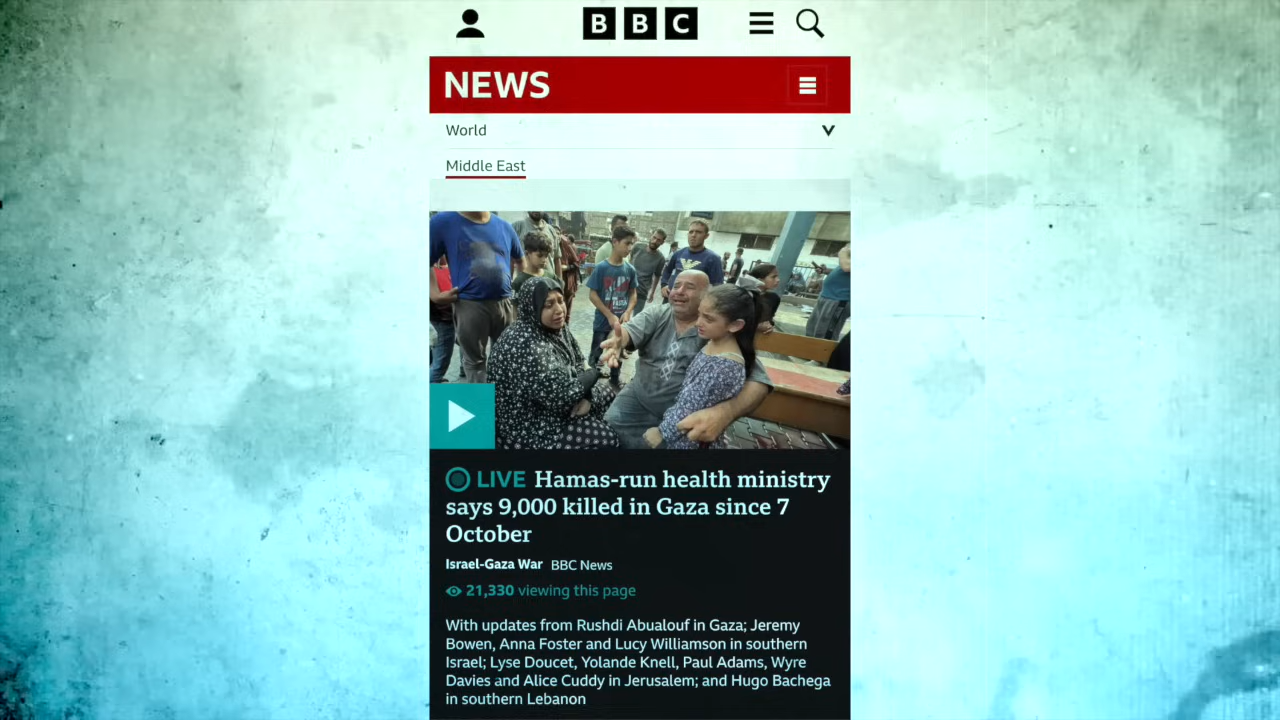 BBC
NEWS
World
Middle East
LIVE Hamas-run health ministry
says 9,000 killed in Gaza since 7
October
Israel-Gaza War BBC News
21,330 viewing this page
With updates from Rushdi Abualouf in Gaza; Jeremy
Bowen, Anna Foster and Lucy Williamson in southern
Israel; Lyse Doucet, Yolande Knell, Paul Adams, Wyre
Davies and Alice Cuddy in Jerusalem; and Hugo Bachega
in southern Lebanon